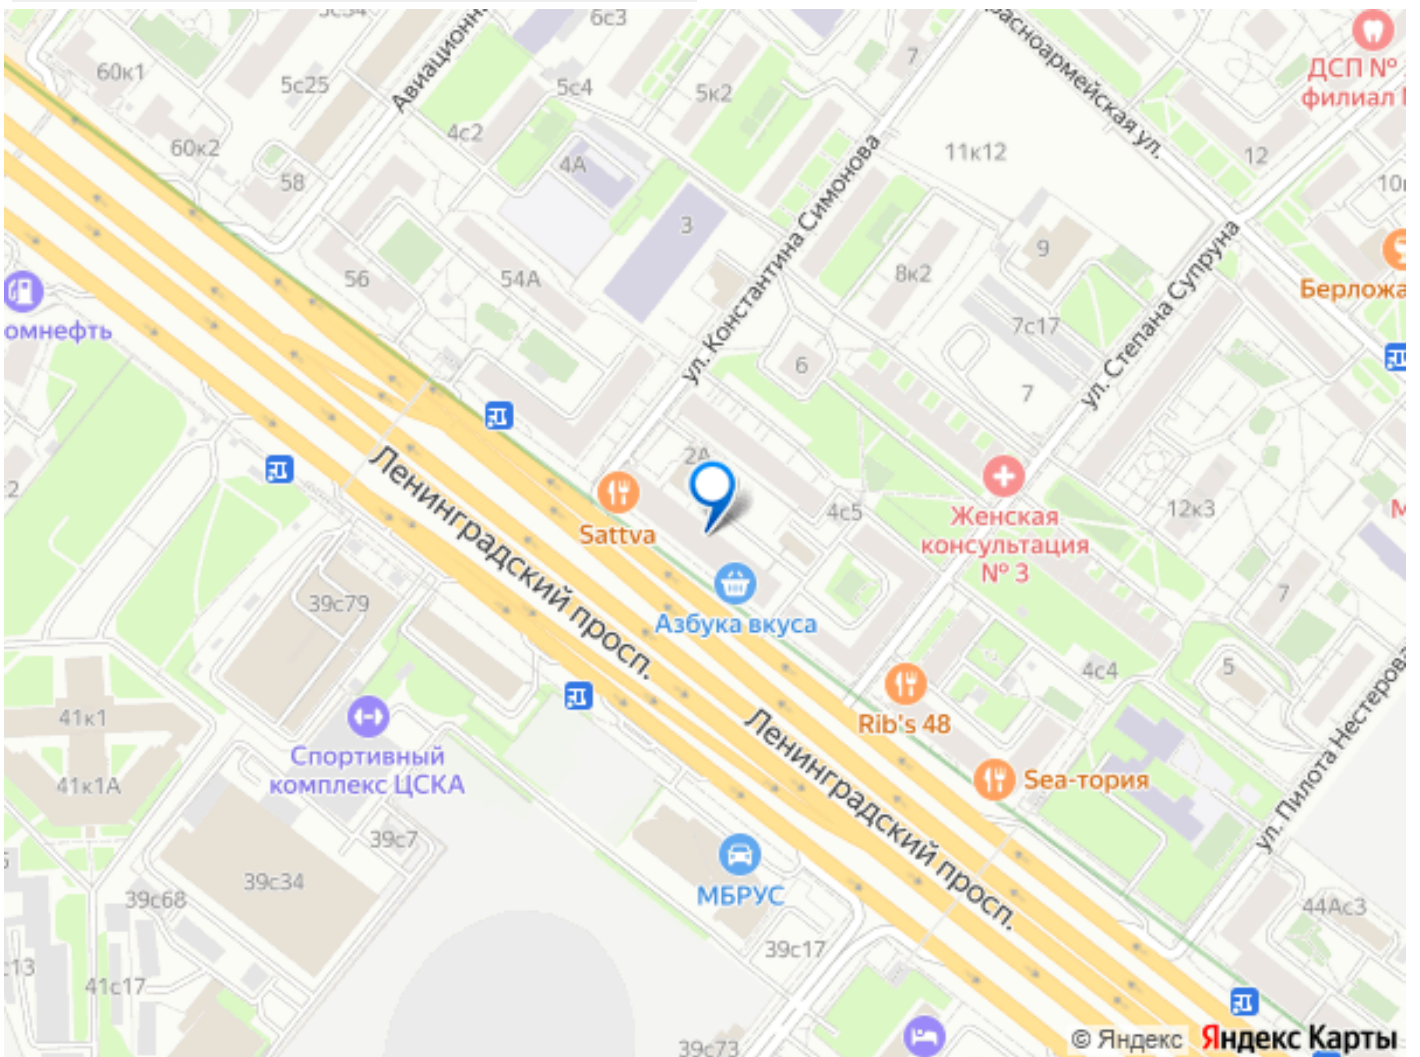 6с3
60к1
5с25
Авиационн
5с4
5к2
7
асноармейская ул.
ДСП №
филиал
4с2
60к2
58
4А
11к12
12
3
ул. Константина Симонова
9
8к2
ул. Степана Супруна
Берложа
56
54А
омнефть
7с17
6
7
2А
Sattva
4с5
Женская
консультация
№ 3
12к3
Ленинградский просп.
39с79
Азбука вкуса
7
5
4с4
41к1
Rib's 48
Спортивный
комплекс ЦСКА
41к1А
Sea-тория
Ленинградский просп.
ул. Пилота Нестерова
39с7
39с34
39с68
МБРУС
44Ас3
39с17
41с17
39с73
© Яндекс
Яндекс Карты